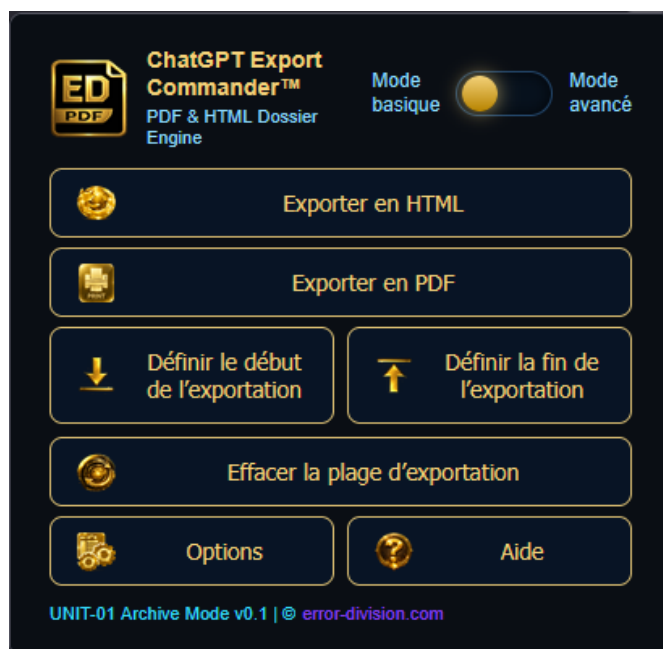 ED
PDF
ChatGPT Export
Commander™
PDF & HTML Dossier
Engine
Mode
basique
Mode
avancé
Exporter en HTML
PRINT
Exporter en PDF
Définir le début
de l’exportation
Définir la fin de
l’exportation
Effacer la plage d’exportation
Options
?
Aide
UNIT-01 Archive Mode v0.1 | © error-division.com